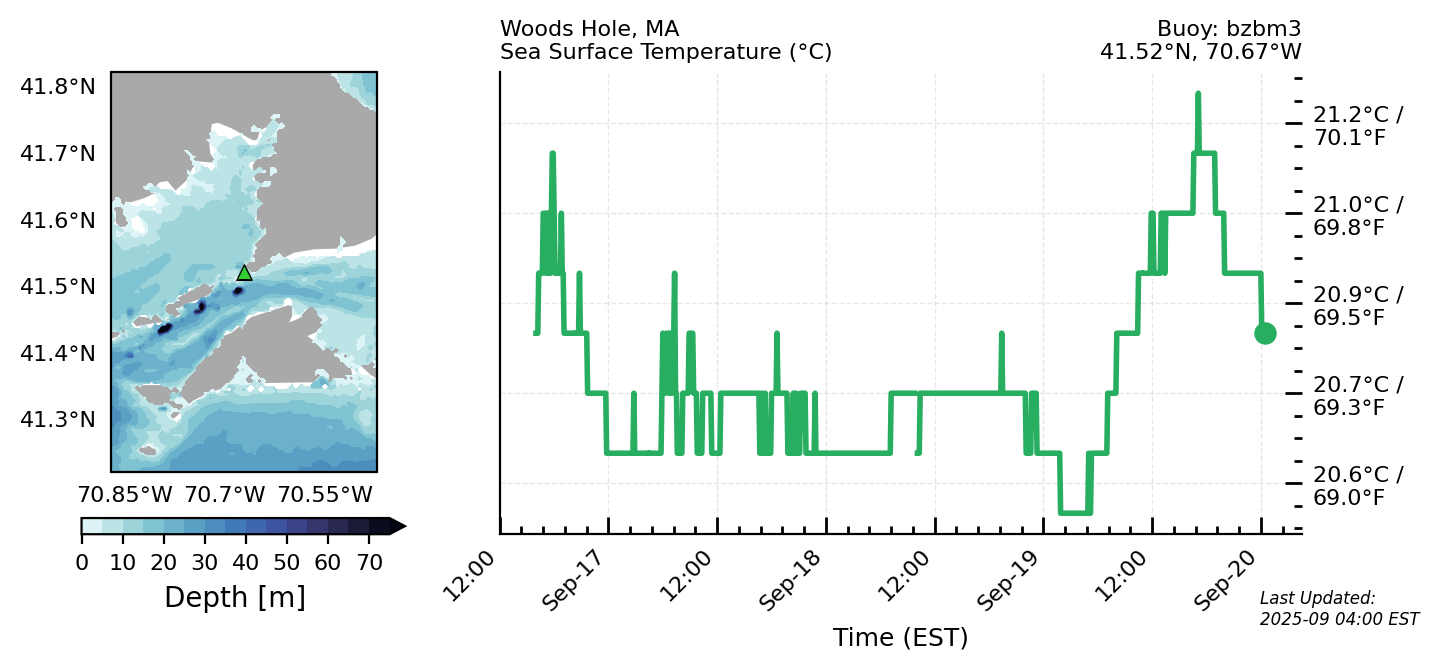 Woods Hole, MA
Sea Surface Temperature (°C)
Buoy: bzbm3
41.52°N, 70.67°W
41.8°N
41.7°N
41.6°N
41.5°N
41.4°N
41.3°N
70.85°W 70.7°W 70.55°W
0 10 20 30 40 50 60 70
Depth [m]
21.2°C /
70.1°F
21.0°C /
69.8°F
20.9°C /
69.5°F
20.7°C /
69.3°F
20.6°C /
69.0°F
12:00 Sep-17 12:00 Sep-18 12:00 Sep-19 12:00 Sep-20
Time (EST)
Last Updated:
2025-09 04:00 EST